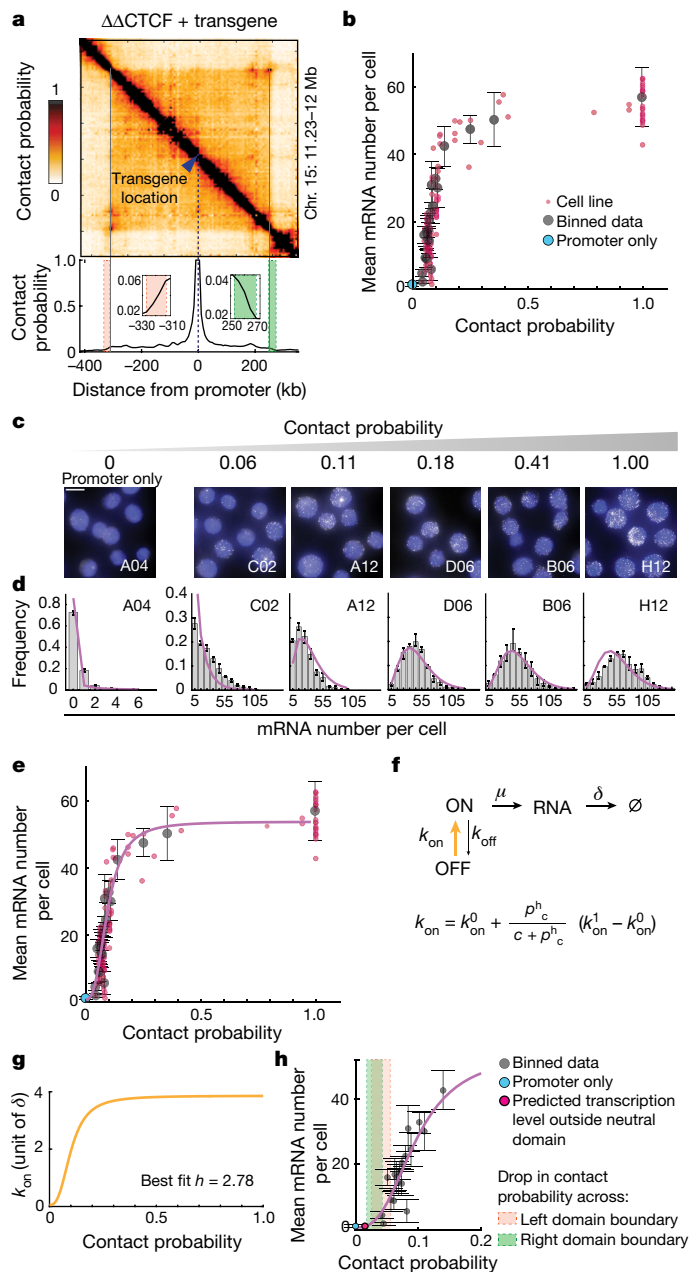 a
ΔΔCTCF + transgene
Contact probability
1
0
Transgene
location
Chr. 15: 11.23–12 Mb
Contact
probability
1.0
0.5
0
0.06
0.02
−330 −310
0.04
0.02
250 270
−400 −200 0 200
Distance from promoter (kb)
b
Mean mRNA number per cell
60
40
20
0
Cell line
Binned data
Promoter only
0 0.5 1.0
Contact probability
c
Contact probability
0 0.06 0.11 0.18 0.41 1.00
Promoter only
A04 C02 A12 D06 B06 H12
d
Frequency
0.8
0.6
0.4
0.2
0
0.4
0.3
0.2
0.1
0
A04 C02 A12 D06 B06 H12
0 2 4 6
5 55 105
5 55 105
5 55 105
5 55 105
5 55 105
mRNA number per cell
e
Mean mRNA number
per cell
60
40
20
0
0 0.5 1.0
Contact probability
f
ON μ RNA δ ∅
k_on k_off
OFF
k_on = k^0_on + p^h_c / (c + p^h_c) (k^1_on − k^0_on)
g
k_on (unit of δ)
4
2
0
Best fit h = 2.78
0 0.5 1.0
Contact probability
h
Mean mRNA number
per cell
40
20
0
0 0.1 0.2
Contact probability
Binned data
Promoter only
Predicted transcription
level outside neutral
domain
Drop in contact
probability across:
Left domain boundary
Right domain boundary